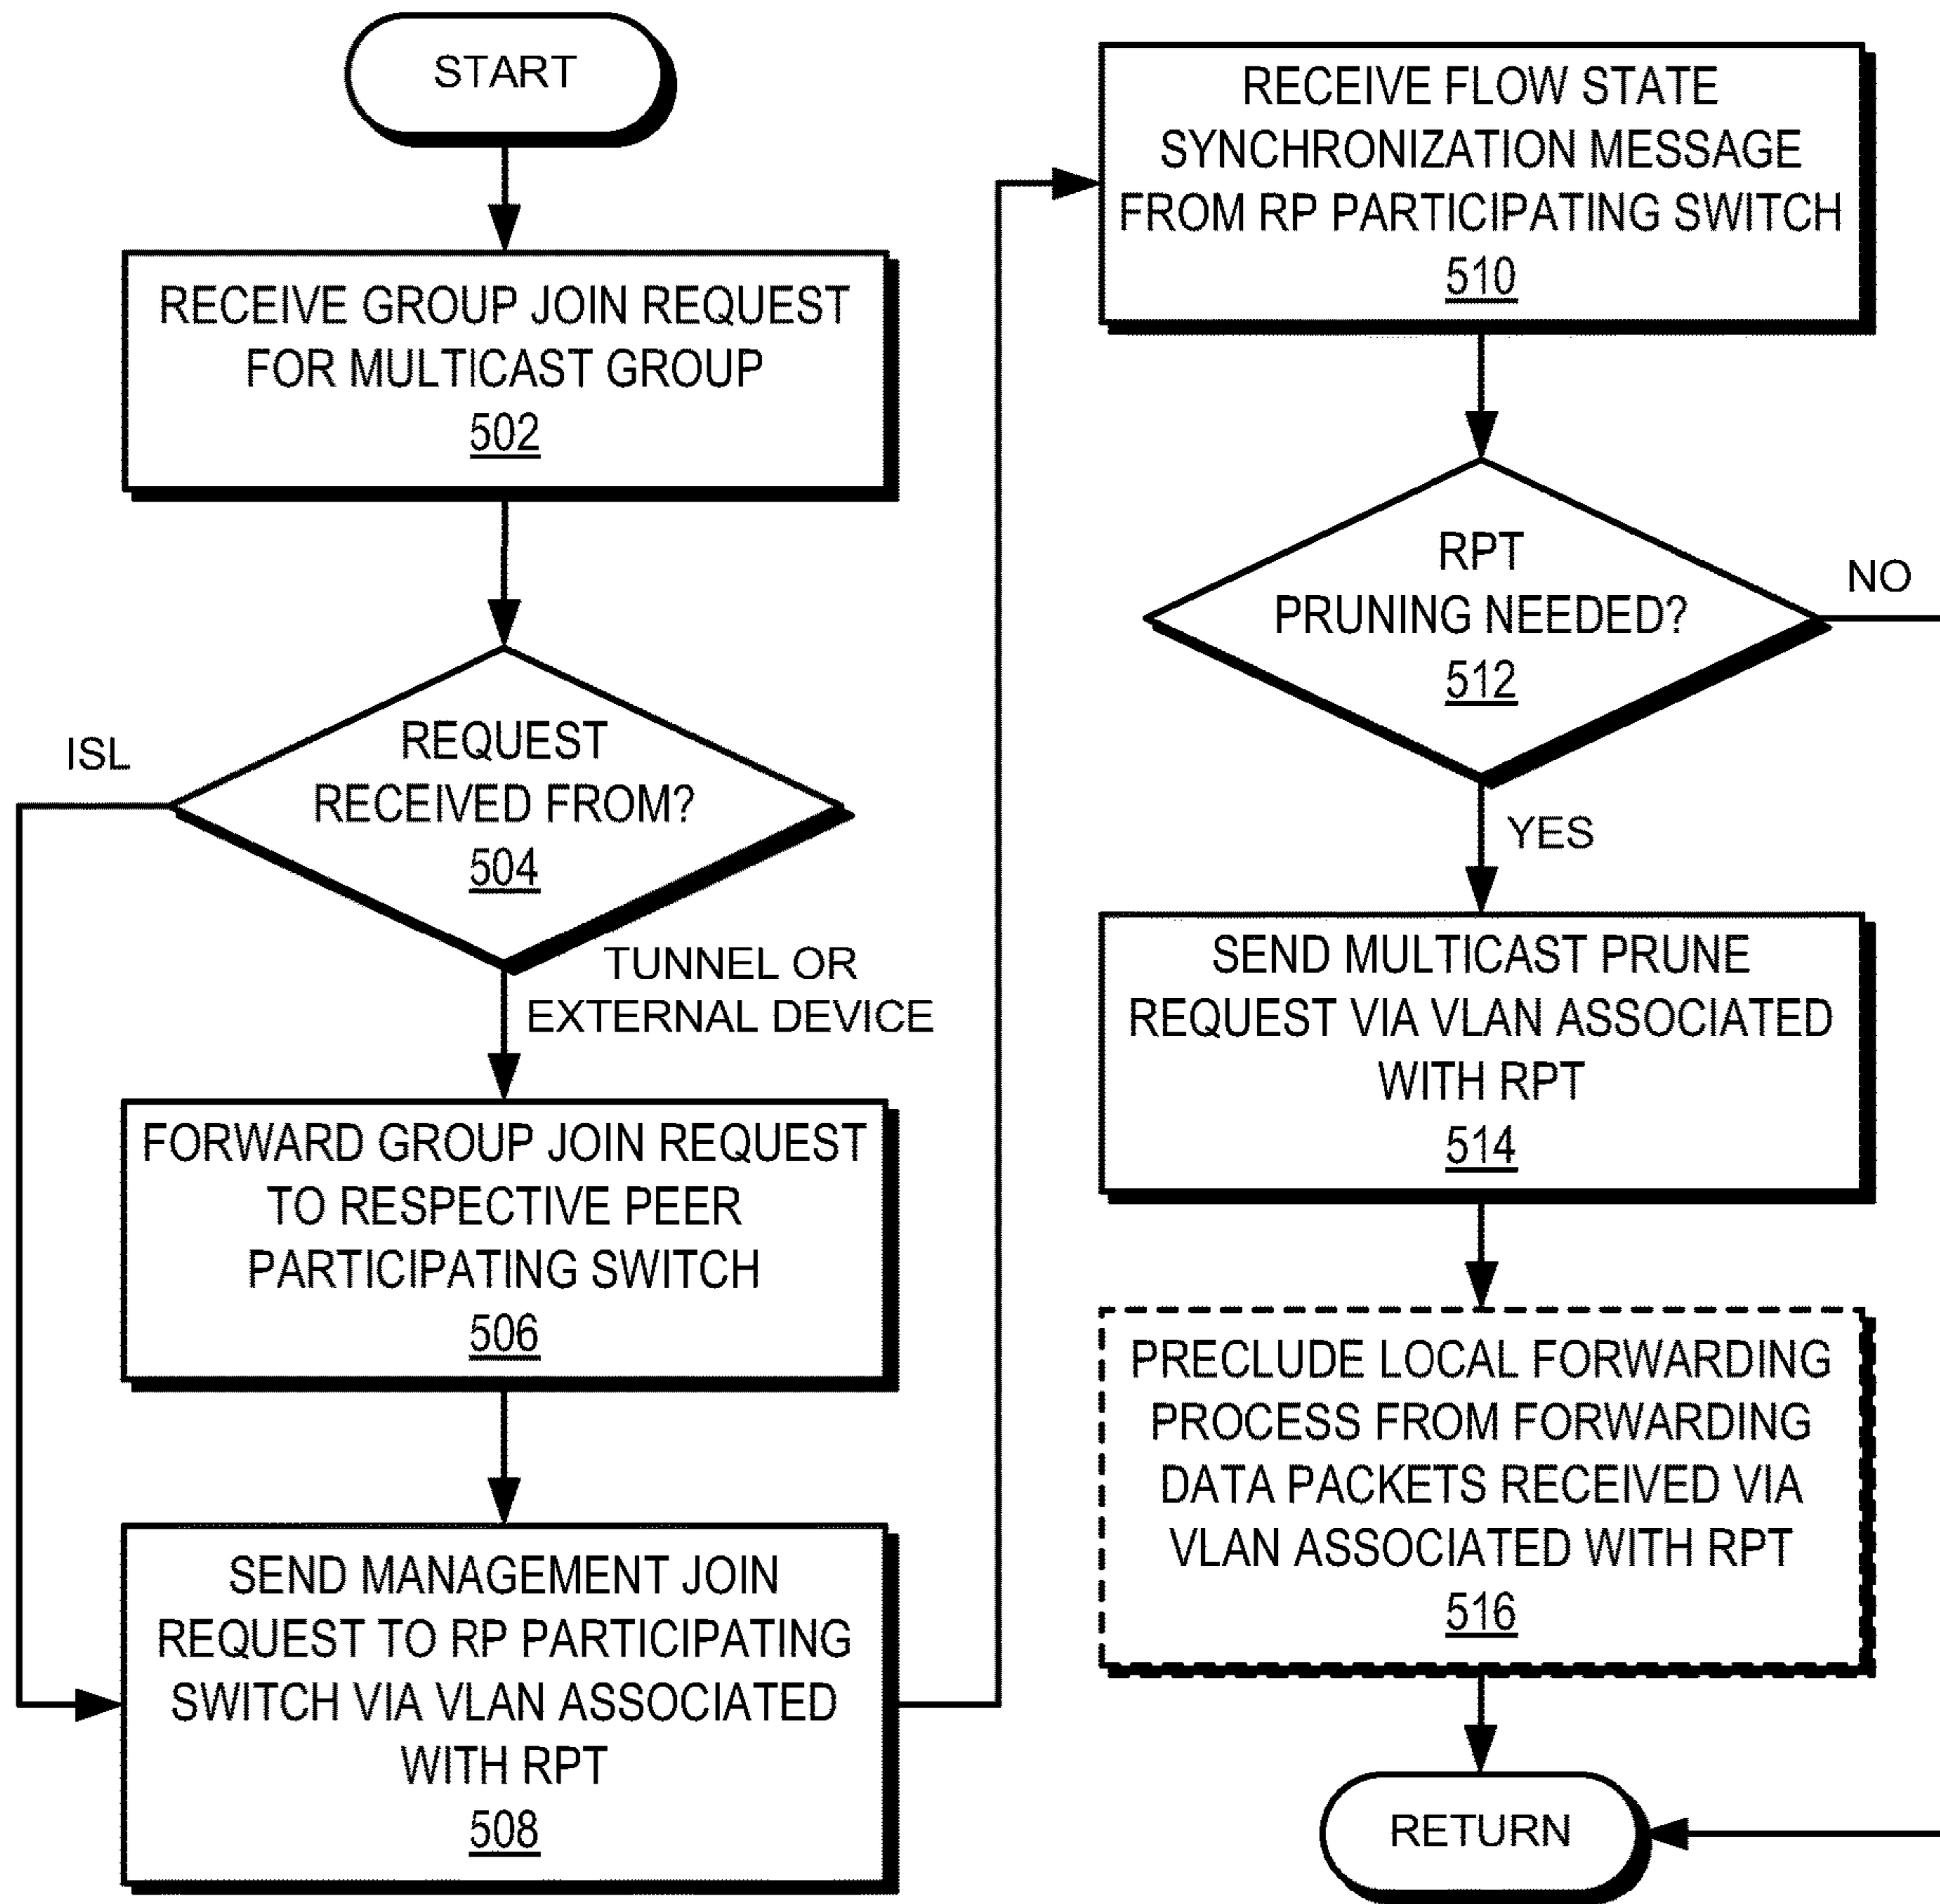 START
RECEIVE GROUP JOIN REQUEST
FOR MULTICAST GROUP
502
REQUEST
RECEIVED FROM?
504
ISL
TUNNEL OR
EXTERNAL DEVICE
FORWARD GROUP JOIN REQUEST
TO RESPECTIVE PEER
PARTICIPATING SWITCH
506
SEND MANAGEMENT JOIN
REQUEST TO RP PARTICIPATING
SWITCH VIA VLAN ASSOCIATED
WITH RPT
508
RECEIVE FLOW STATE
SYNCHRONIZATION MESSAGE
FROM RP PARTICIPATING SWITCH
510
RPT
PRUNING NEEDED?
512
NO
YES
SEND MULTICAST PRUNE
REQUEST VIA VLAN ASSOCIATED
WITH RPT
514
PRECLUDE LOCAL FORWARDING
PROCESS FROM FORWARDING
DATA PACKETS RECEIVED VIA
VLAN ASSOCIATED WITH RPT
516
RETURN